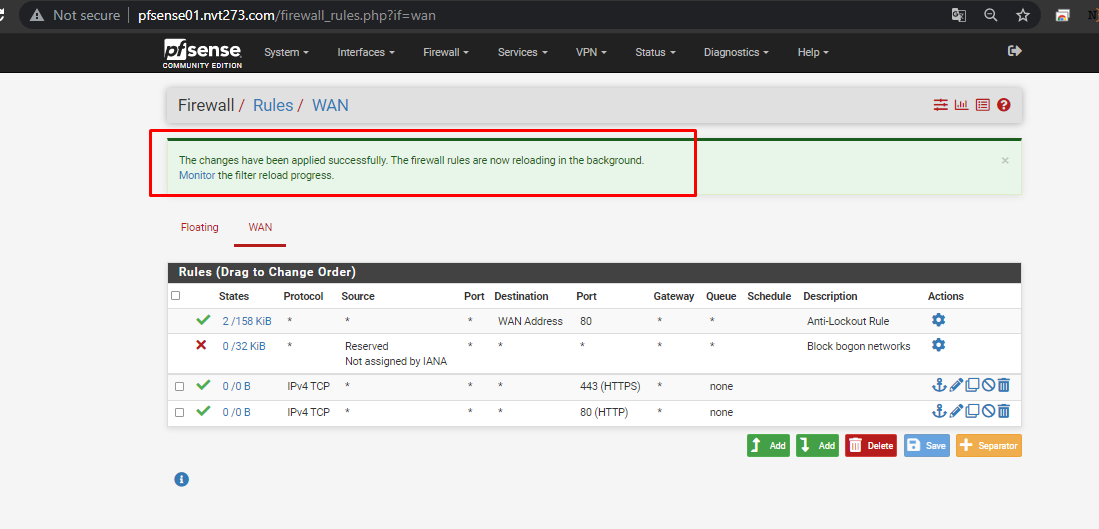 Not secure | pfsense01.nvt273.com/firewall_rules.php?if=wan
pfsense
COMMUNITY EDITION
System Interfaces Firewall Services VPN Status Diagnostics Help
Firewall / Rules / WAN
The changes have been applied successfully. The firewall rules are now reloading in the background.
Monitor the filter reload progress.
×
Floating WAN
Rules (Drag to Change Order)
States Protocol Source Port Destination Port Gateway Queue Schedule Description Actions
2 /158 KiB * * * WAN Address 80 * * Anti-Lockout Rule
0 /32 KiB * Reserved * * * * * Block bogon networks
Not assigned by IANA
0 /0 B IPv4 TCP * * * 443 (HTTPS) * none
0 /0 B IPv4 TCP * * * 80 (HTTP) * none
Add Add Delete Save Separator